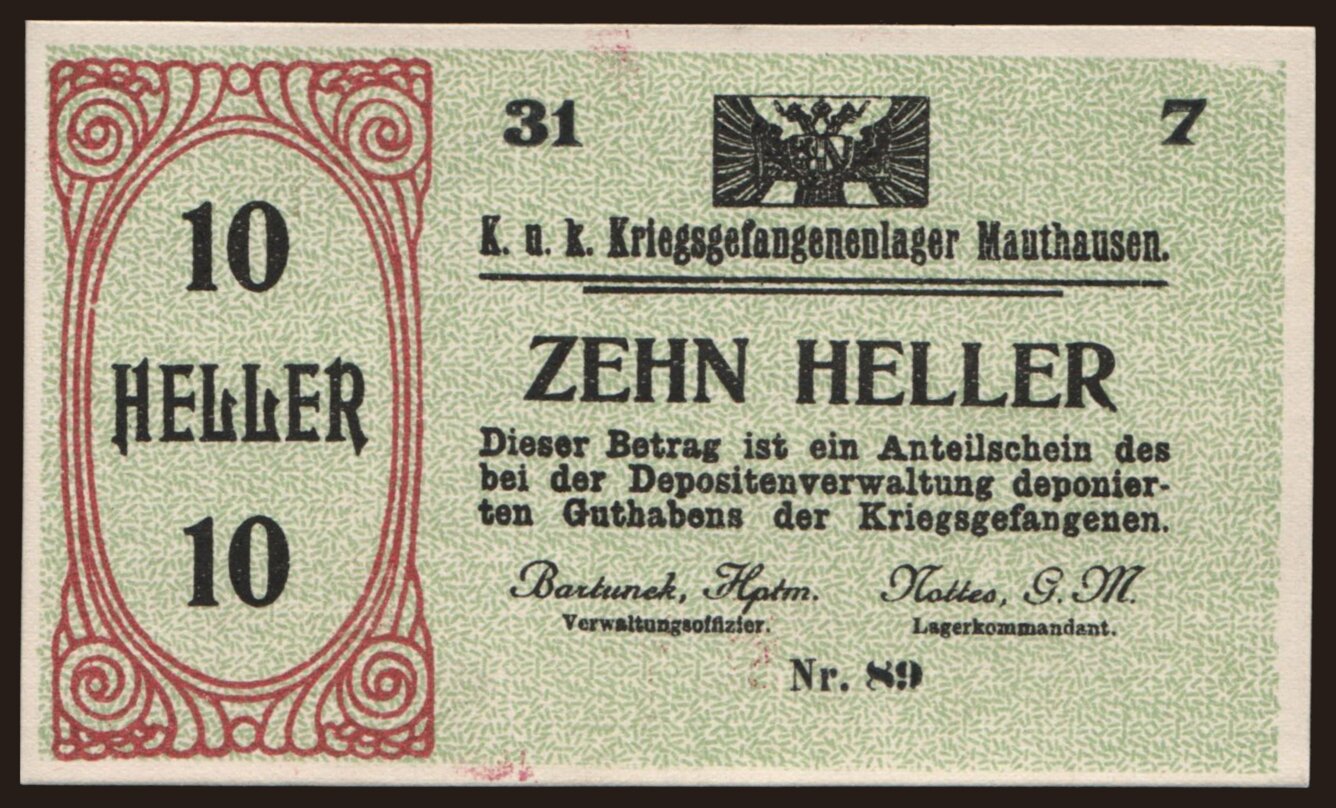 10
HELLER
10
31 7
K. u. k. Kriegsgefangenenlager Mauthausen.
ZEHN HELLER
Dieser Betrag ist ein Anteilschein des
bei der Depositenverwaltung deponier-
ten Guthabens der Kriegsgefangenen.
Bartunek, Hptm. Nottes, G. M.
Verwaltungsoffizier. Lagerkommandant.
Nr. 89